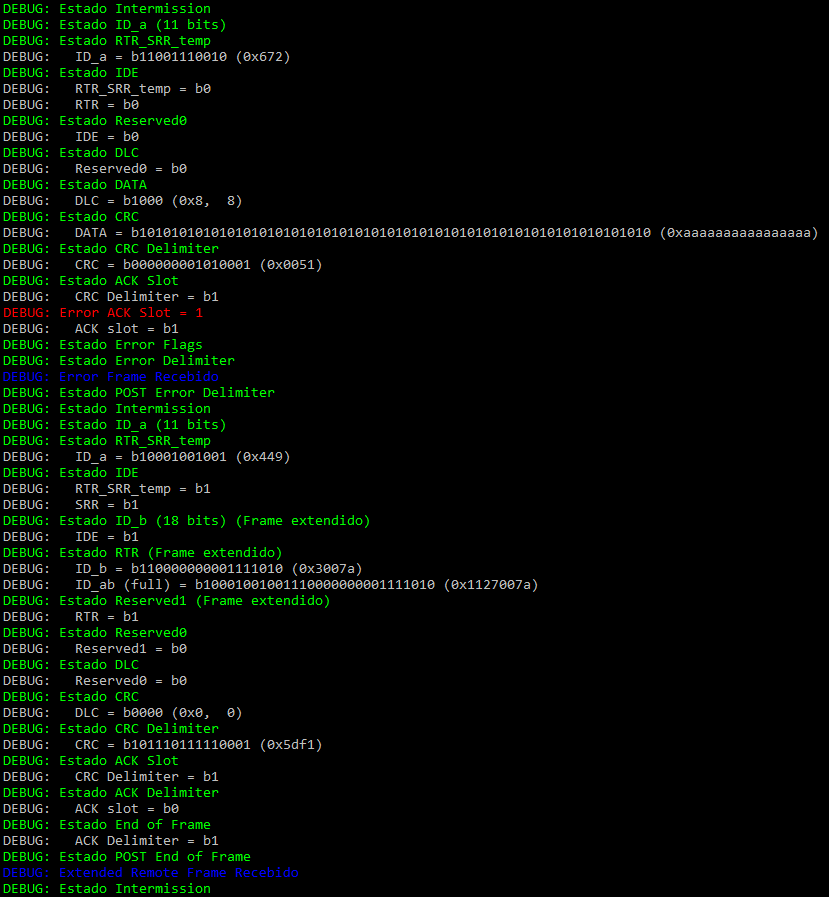 DEBUG: Estado Intermission
DEBUG: Estado ID_a (11 bits)
DEBUG: Estado RTR_SRR_temp
DEBUG:   ID_a = b11001110010 (0x672)
DEBUG: Estado IDE
DEBUG:   RTR_SRR_temp = b0
DEBUG:   RTR = b0
DEBUG: Estado Reserved0
DEBUG:   IDE = b0
DEBUG: Estado DLC
DEBUG:   Reserved0 = b0
DEBUG: Estado DATA
DEBUG:   DLC = b1000 (0x8,  8)
DEBUG: Estado CRC
DEBUG:   DATA = b1010101010101010101010101010101010101010101010101010101010101010 (0xaaaaaaaaaaaaaaaa)
DEBUG: Estado CRC Delimiter
DEBUG:   CRC = b000000001010001 (0x0051)
DEBUG: Estado ACK Slot
DEBUG:   CRC Delimiter = b1
DEBUG: Error ACK Slot = 1
DEBUG:   ACK slot = b1
DEBUG: Estado Error Flags
DEBUG: Estado Error Delimiter
DEBUG: Error Frame Recebido
DEBUG: Estado POST Error Delimiter
DEBUG: Estado Intermission
DEBUG: Estado ID_a (11 bits)
DEBUG: Estado RTR_SRR_temp
DEBUG:   ID_a = b10001001001 (0x449)
DEBUG: Estado IDE
DEBUG:   RTR_SRR_temp = b1
DEBUG:   SRR = b1
DEBUG: Estado ID_b (18 bits) (Frame extendido)
DEBUG:   IDE = b1
DEBUG: Estado RTR (Frame extendido)
DEBUG:   ID_b = b110000000001111010 (0x3007a)
DEBUG:   ID_ab (full) = b10001001001110000000001111010 (0x1127007a)
DEBUG: Estado Reserved1 (Frame extendido)
DEBUG:   RTR = b1
DEBUG: Estado Reserved0
DEBUG:   Reserved1 = b0
DEBUG: Estado DLC
DEBUG:   Reserved0 = b0
DEBUG: Estado CRC
DEBUG:   DLC = b0000 (0x0,  0)
DEBUG: Estado CRC Delimiter
DEBUG:   CRC = b101110111110001 (0x5df1)
DEBUG: Estado ACK Slot
DEBUG:   CRC Delimiter = b1
DEBUG: Estado ACK Delimiter
DEBUG:   ACK slot = b0
DEBUG: Estado End of Frame
DEBUG:   ACK Delimiter = b1
DEBUG: Estado POST End of Frame
DEBUG: Extended Remote Frame Recebido
DEBUG: Estado Intermission